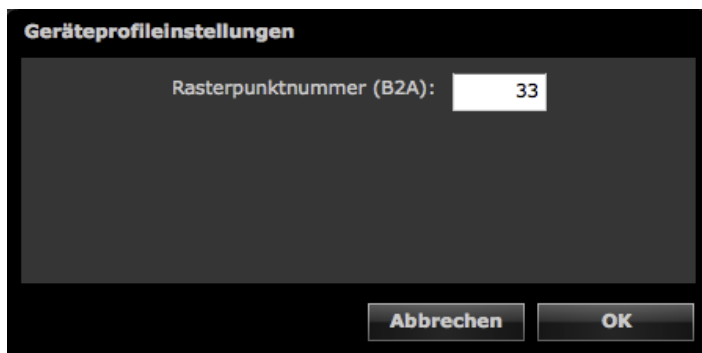 Geräteprofileinstellungen
Rasterpunktnummer (B2A): 33
Abbrechen OK